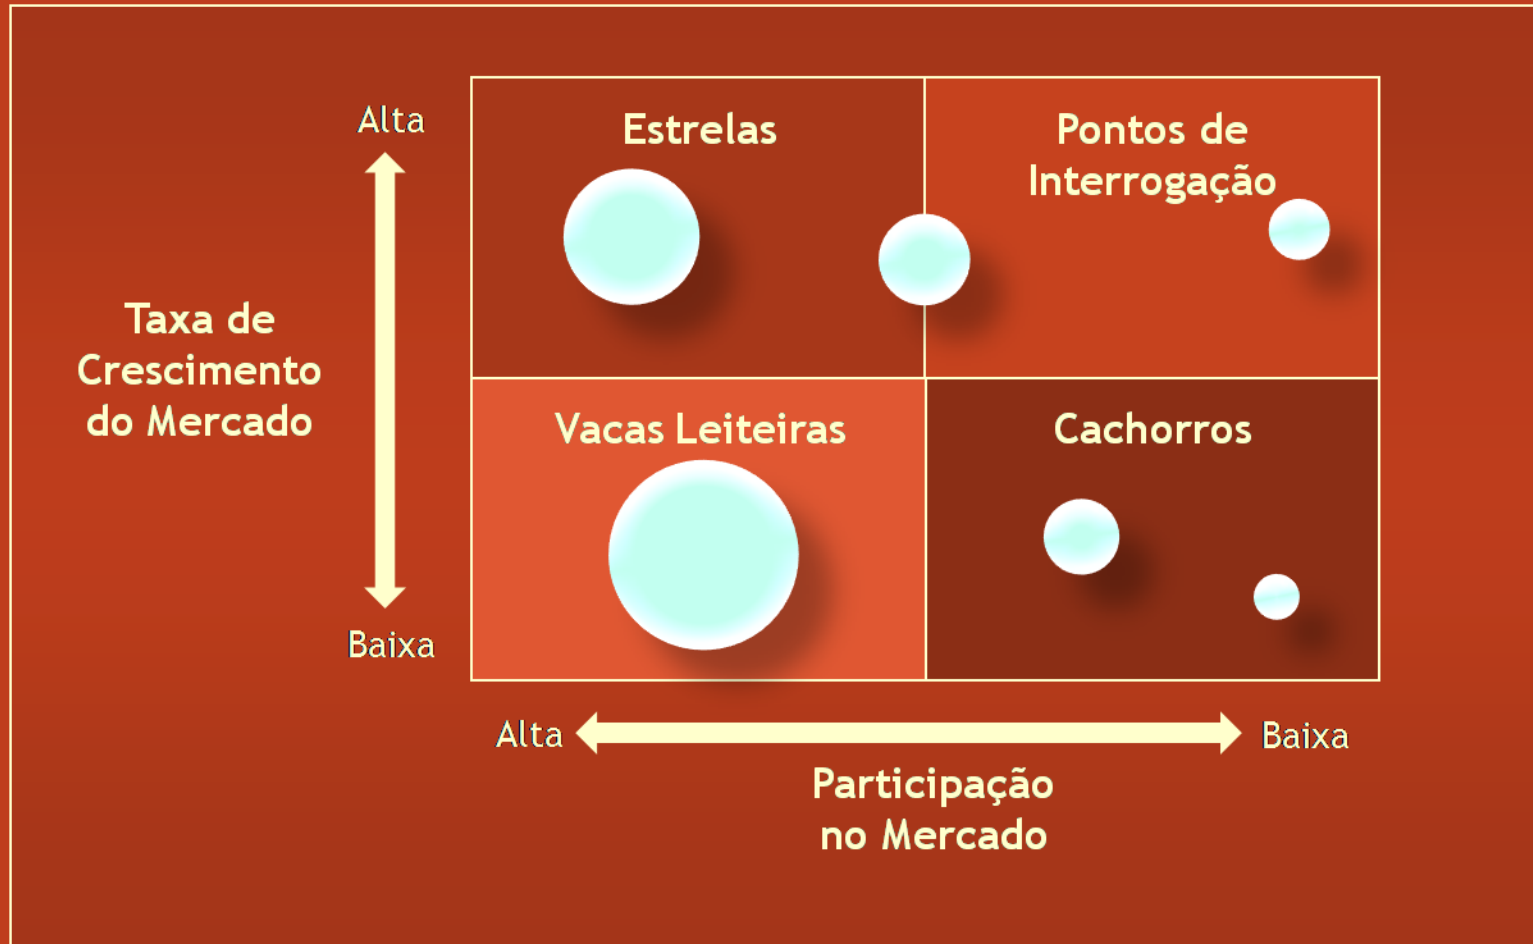 Alta
Estrelas
Pontos de
Interrogação
Taxa de
Crescimento
do Mercado
Vacas Leiteiras
Cachorros
Baixa
Alta
Baixa
Participação
no Mercado